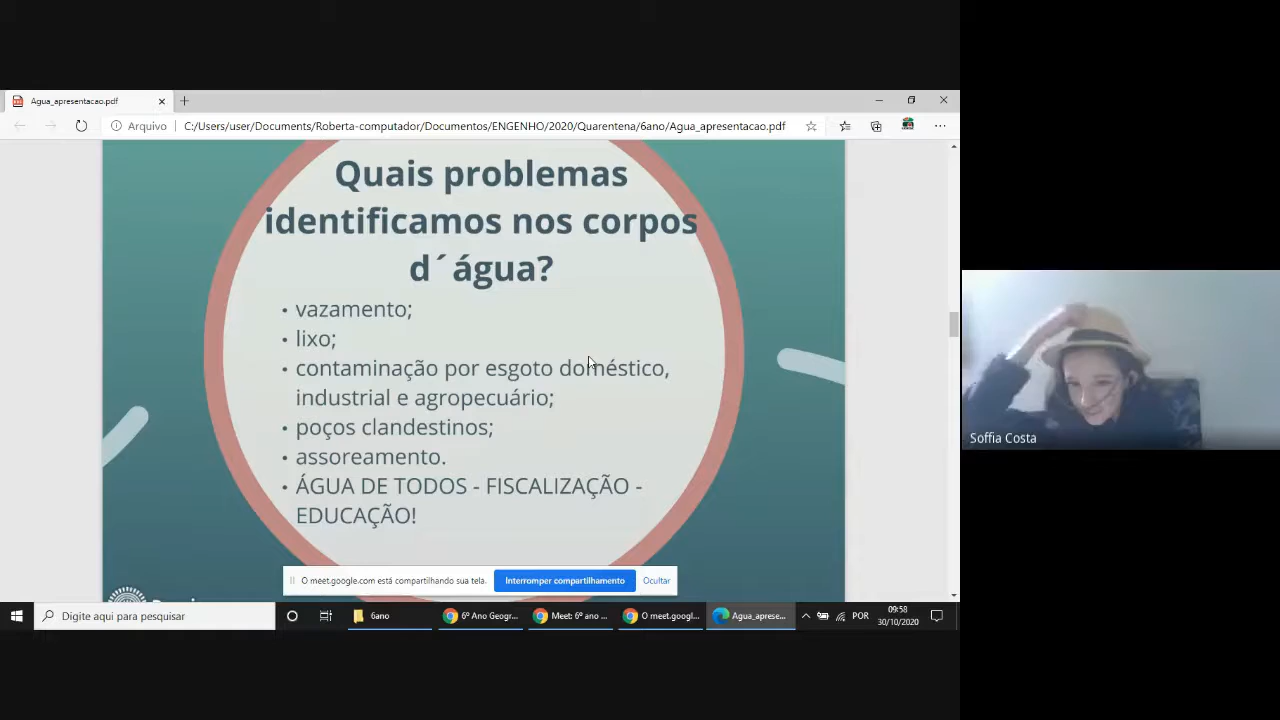 Agua_apresentacao.pdf
Arquivo
C:/Users/user/Documents/Roberta-computador/Documentos/ENGENHO/2020/Quarentena/6ano/Agua_apresentacao.pdf
Quais problemas
identificamos nos corpos
d´água?
• vazamento;
• lixo;
• contaminação por esgoto doméstico,
industrial e agropecuário;
• poços clandestinos;
• assoreamento.
• ÁGUA DE TODOS - FISCALIZAÇÃO -
EDUCAÇÃO!
Soffia Costa
O meet.google.com está compartilhando sua tela.
Interromper compartilhamento
Ocultar
Digite aqui para pesquisar
6ano
6º Ano Geogr...
Meet: 6º ano ...
O meet.googl...
Agua_aprese...
POR
09:58
30/10/2020